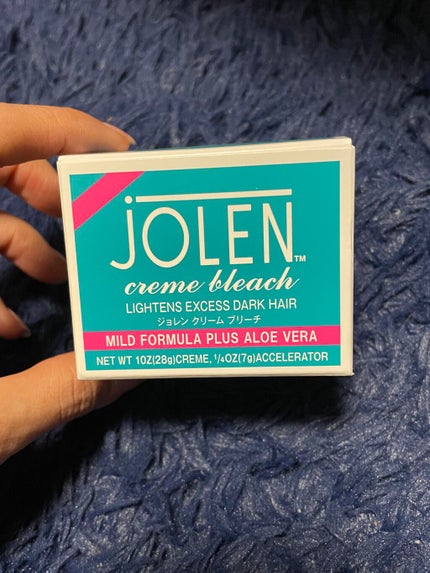 JOLEN™
creme bleach
LIGHTENS EXCESS DARK HAIR
ジョレン クリーム ブリーチ
MILD FORMULA PLUS ALOE VERA
NET WT 1OZ(28g)CREME, 1/4OZ(7g)ACCELERATOR